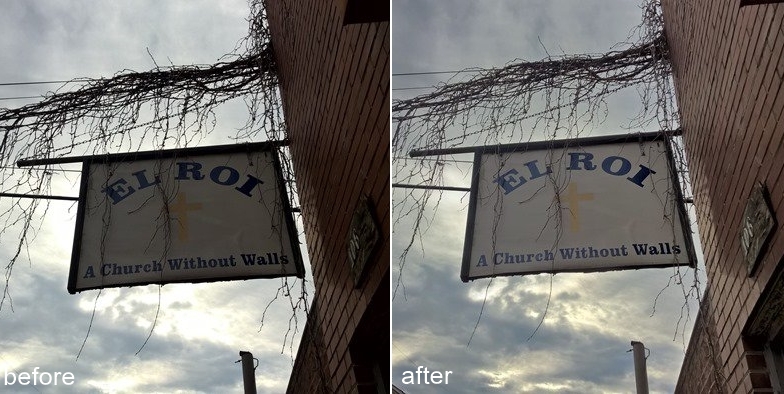 EL ROI
A Church Without Walls
before
EL ROI
A Church Without Walls
after